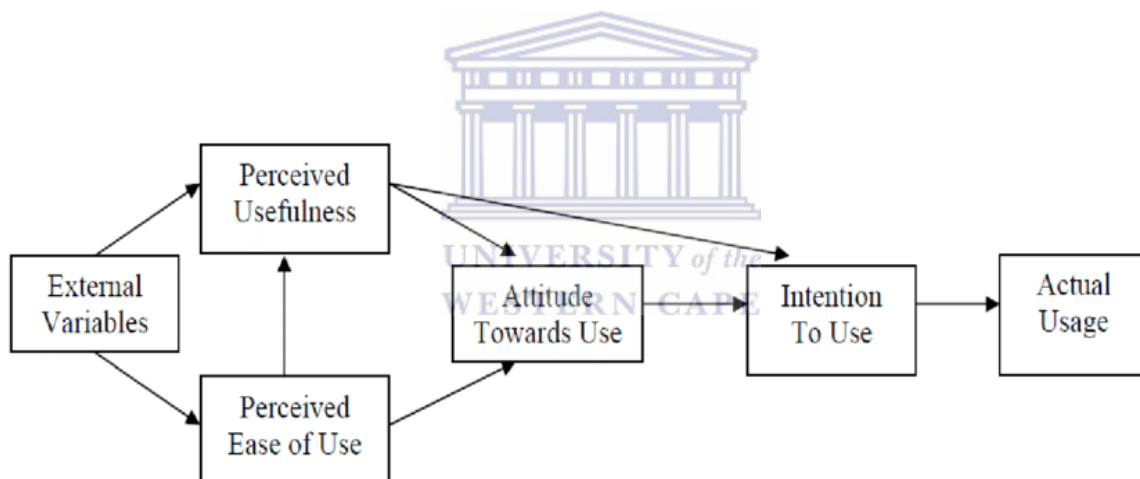 Perceived
Usefulness
UNIVERSITY of the
WESTERN CAPE
External
Variables
Attitude
Towards Use
Intention
To Use
Actual
Usage
Perceived
Ease of Use